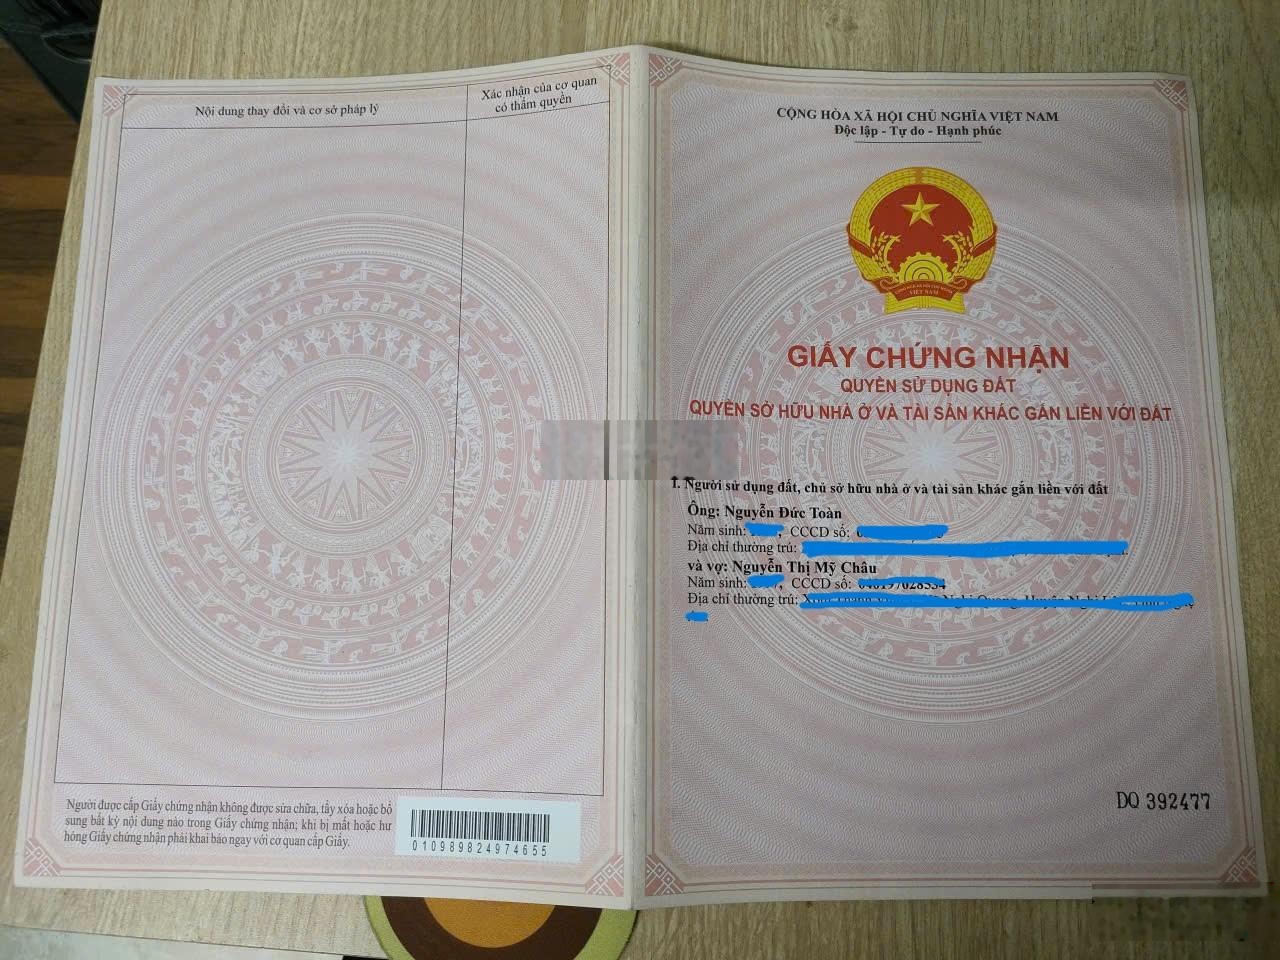 Nội dung thay đổi và cơ sở pháp lý
Xác nhận của cơ quan
có thẩm quyền
Người được cấp Giấy chứng nhận không được sửa chữa, tẩy xóa hoặc bổ
sung bất kỳ nội dung nào trong Giấy chứng nhận; khi bị mất hoặc hư
hỏng Giấy chứng nhận phải khai báo ngay với cơ quan cấp Giấy.
010989824974655
CỘNG HÒA XÃ HỘI CHỦ NGHĨA VIỆT NAM
Độc lập - Tự do - Hạnh phúc
VIỆT NAM
GIẤY CHỨNG NHẬN
QUYỀN SỬ DỤNG ĐẤT
QUYỀN SỞ HỮU NHÀ Ở VÀ TÀI SẢN KHÁC GẮN LIỀN VỚI ĐẤT
I. Người sử dụng đất, chủ sở hữu nhà ở và tài sản khác gắn liền với đất
Ông: Nguyễn Đức Toàn
Năm sinh: , CCCD số:
Địa chỉ thường trú:
và vợ: Nguyễn Thị Mỹ Châu
Năm sinh: , CCCD số:
Địa chỉ thường trú:
DQ 392477